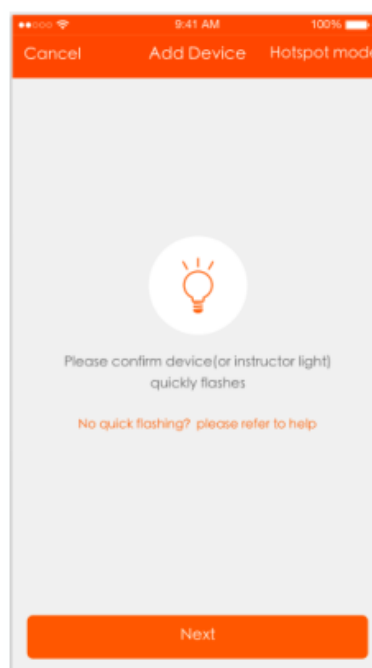 9:41 AM 100%
Cancel Add Device Hotspot mode
Please confirm device(or instructor light)
quickly flashes
No quick flashing? please refer to help
Next